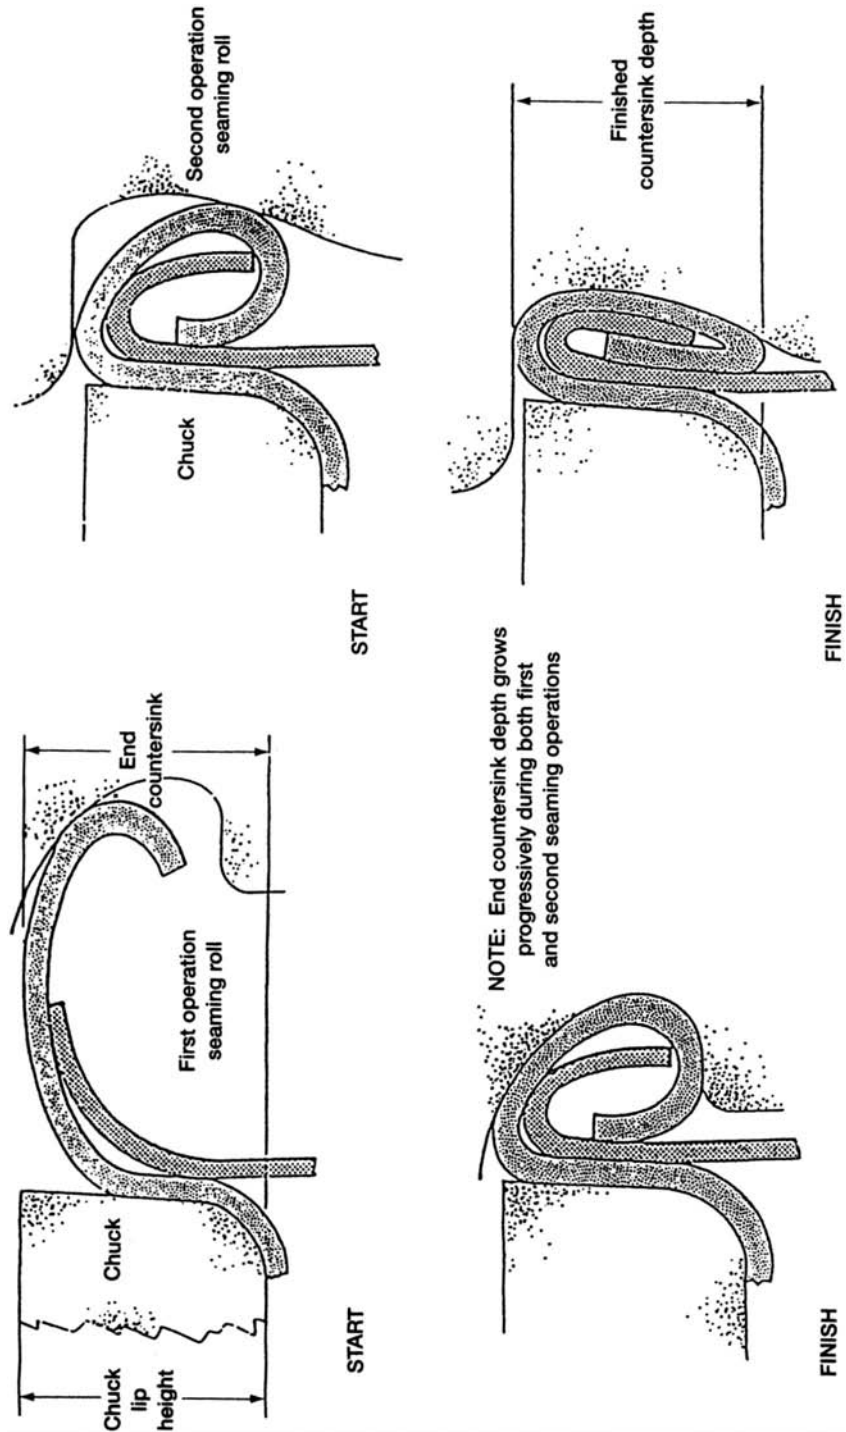 Chuck
lip
height
Chuck
First operation
seaming roll
End
countersink
START
Chuck
Second operation
seaming roll
START
NOTE: End countersink depth grows
progressively during both first
and second seaming operations
FINISH
Finished
countersink depth
FINISH